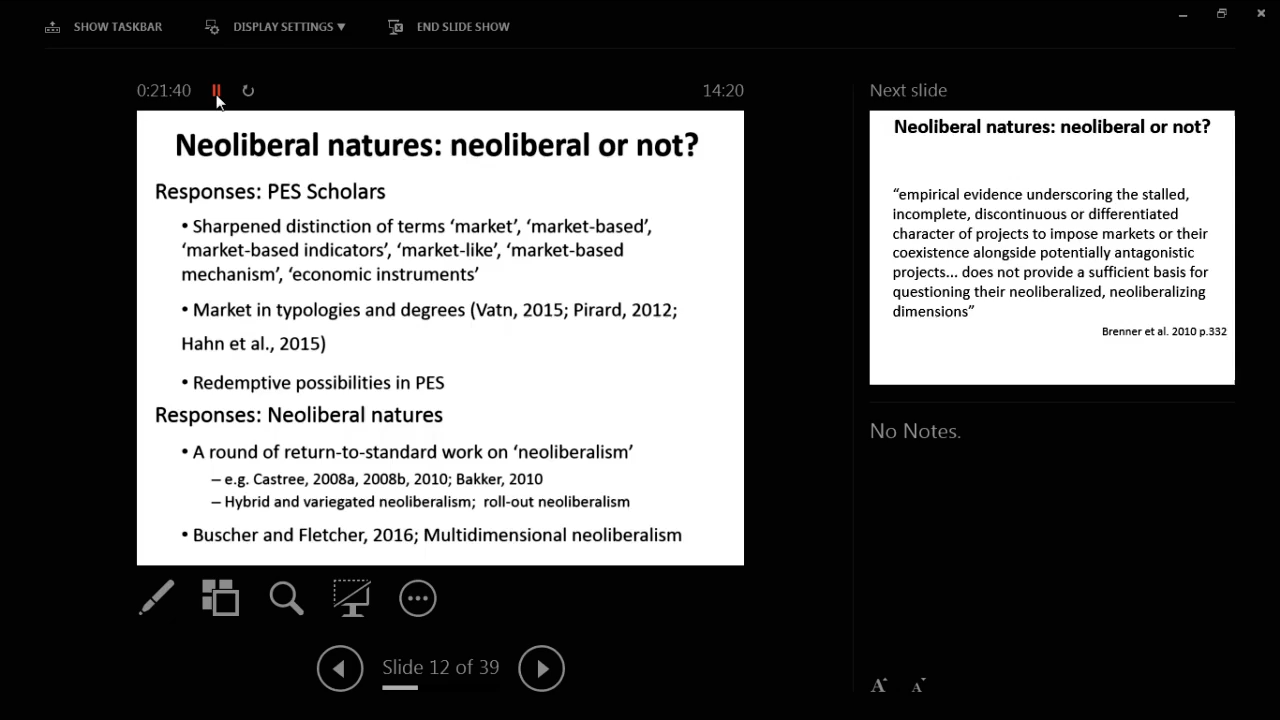 SHOW TASKBAR
DISPLAY SETTINGS ▼
END SLIDE SHOW
0:21:40
14:20
Neoliberal natures: neoliberal or not?
Responses: PES Scholars
• Sharpened distinction of terms ‘market’, ‘market-based’,
‘market-based indicators’, ‘market-like’, ‘market-based
mechanism’, ‘economic instruments’
• Market in typologies and degrees (Vatn, 2015; Pirard, 2012;
Hahn et al., 2015)
• Redemptive possibilities in PES
Responses: Neoliberal natures
• A round of return-to-standard work on ‘neoliberalism’
– e.g. Castree, 2008a, 2008b, 2010; Bakker, 2010
– Hybrid and variegated neoliberalism; roll-out neoliberalism
• Buscher and Fletcher, 2016; Multidimensional neoliberalism
Slide 12 of 39
Next slide
Neoliberal natures: neoliberal or not?
“empirical evidence underscoring the stalled,
incomplete, discontinuous or differentiated
character of projects to impose markets or their
coexistence alongside potentially antagonistic
projects... does not provide a sufficient basis for
questioning their neoliberalized, neoliberalizing
dimensions”
Brenner et al. 2010 p.332
No Notes.
A A